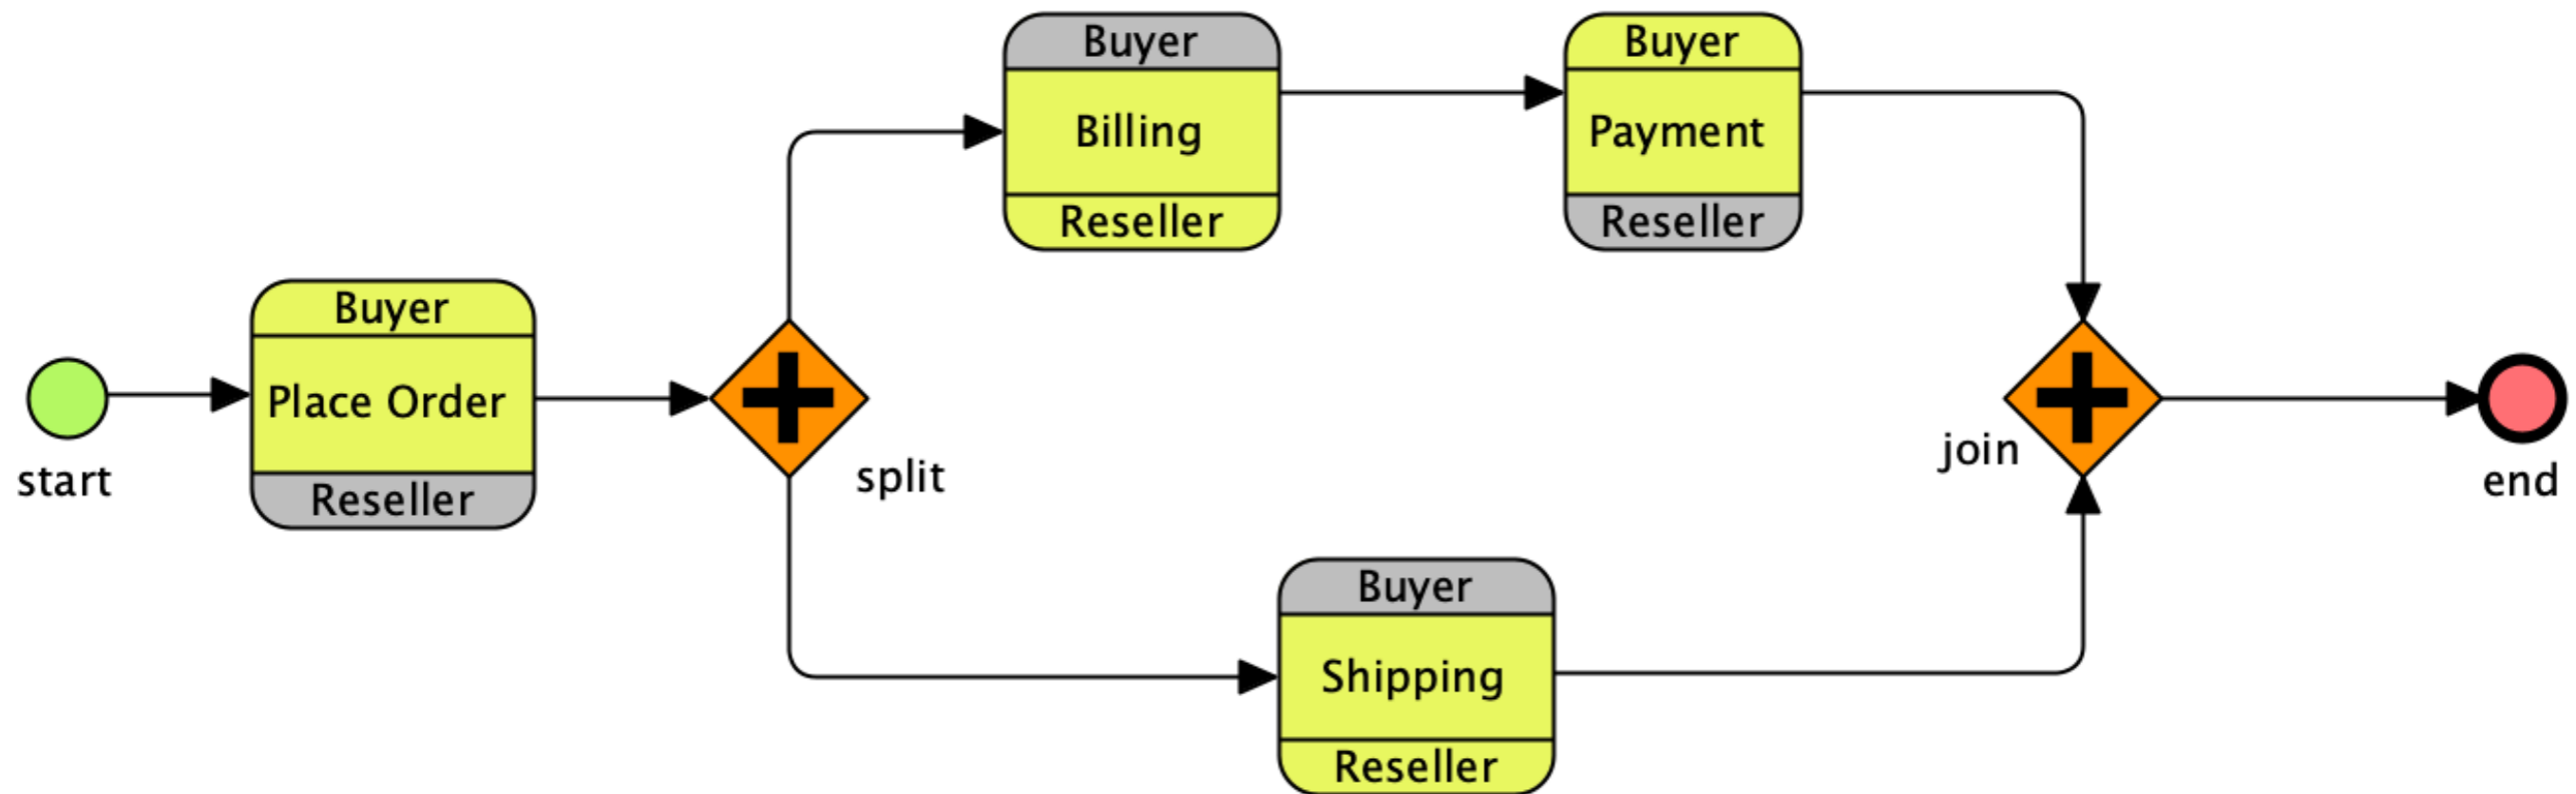 Buyer
Billing
Reseller
Buyer
Payment
Reseller
start
Buyer
Place Order
Reseller
split
join
end
Buyer
Shipping
Reseller